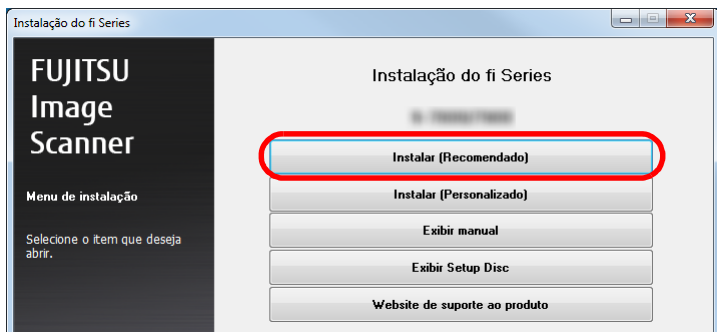 Instalação do fi Series
FUJITSU
Image
Scanner
Menu de instalação
Selecione o item que deseja
abrir.
Instalação do fi Series
Instalar (Recomendado)
Instalar (Personalizado)
Exibir manual
Exibir Setup Disc
Website de suporte ao produto